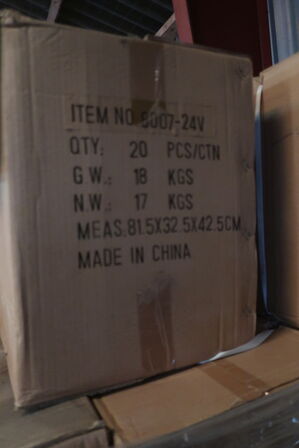 ITEM NO.8007-24V
QTY: 20 PCS/CTN
G.W.: 18 KGS
N.W.: 17 KGS
MEAS.81.5X32.5X42.5CM
MADE IN CHINA